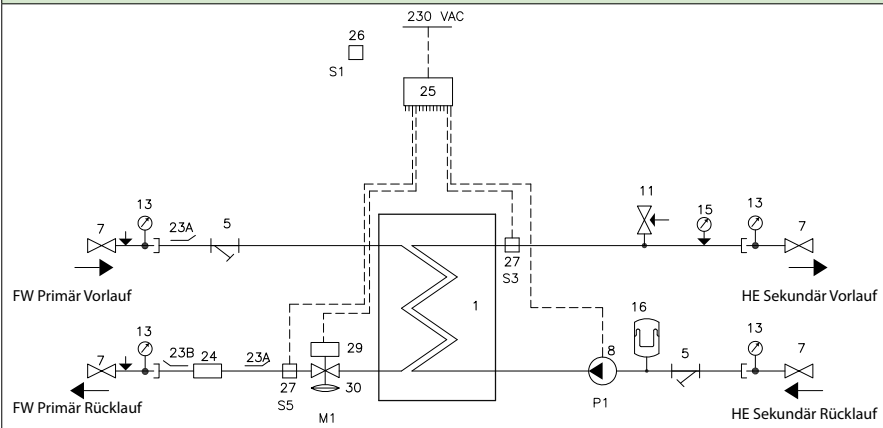 230 VAC
26
S1
25
13
7
23A
5
11
15
13
7
27
S3
FW Primär Vorlauf
HE Sekundär Vorlauf
1
16
13
7
23B
24
23A
29
8
5
13
7
27
30
S5
M1
P1
FW Primär Rücklauf
HE Sekundär Rücklauf